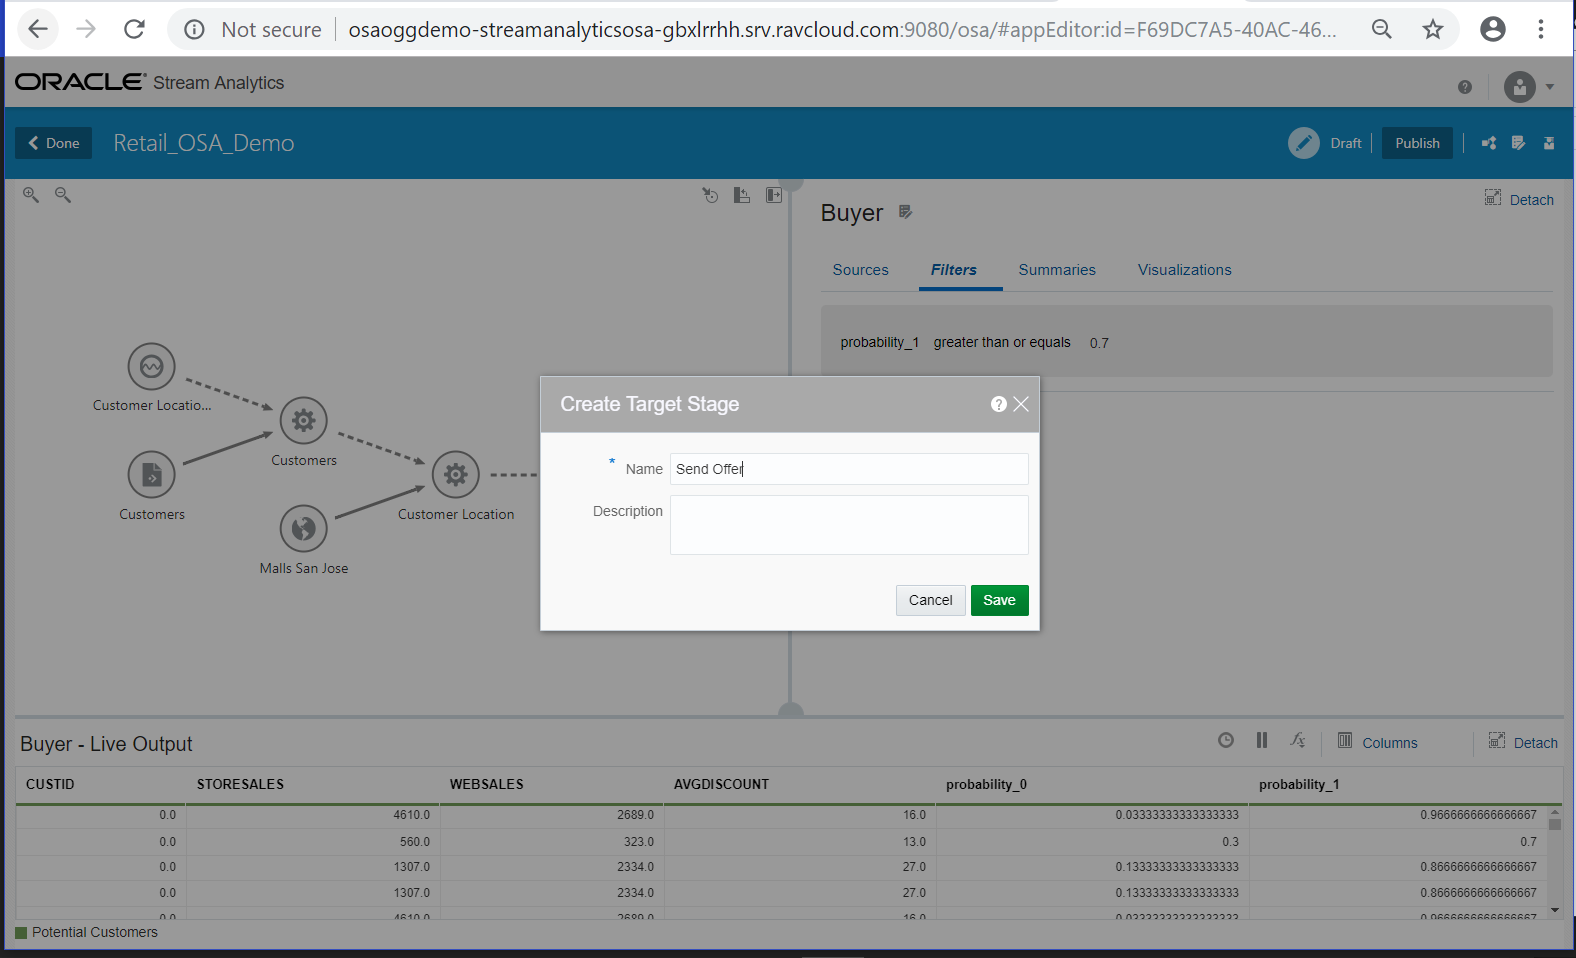 Not secure | osaoggdemo-streamanalyticsosa-gbxlrrhh.srv.ravcloud.com:9080/osa/#appEditor:id=F69DC7A5-40AC-46...
ORACLE Stream Analytics
Done Retail_OSA_Demo Draft Publish
Buyer Detach
Sources Filters Summaries Visualizations
probability_1 greater than or equals 0.7
Customer Locatio...
Customers
Customers
Customer Location
Malls San Jose
Create Target Stage
* Name Send Offer
Description
Cancel Save
Buyer - Live Output Columns Detach
CUSTID STORESALES WEBSALES AVGDISCOUNT probability_0 probability_1
0.0 4610.0 2689.0 16.0 0.03333333333333333 0.9666666666666667
0.0 560.0 323.0 13.0 0.3 0.7
0.0 1307.0 2334.0 27.0 0.13333333333333333 0.8666666666666667
0.0 1307.0 2334.0 27.0 0.13333333333333333 0.8666666666666667
0.0 4610.0 2689.0 16.0 0.03333333333333333 0.9666666666666667
Potential Customers